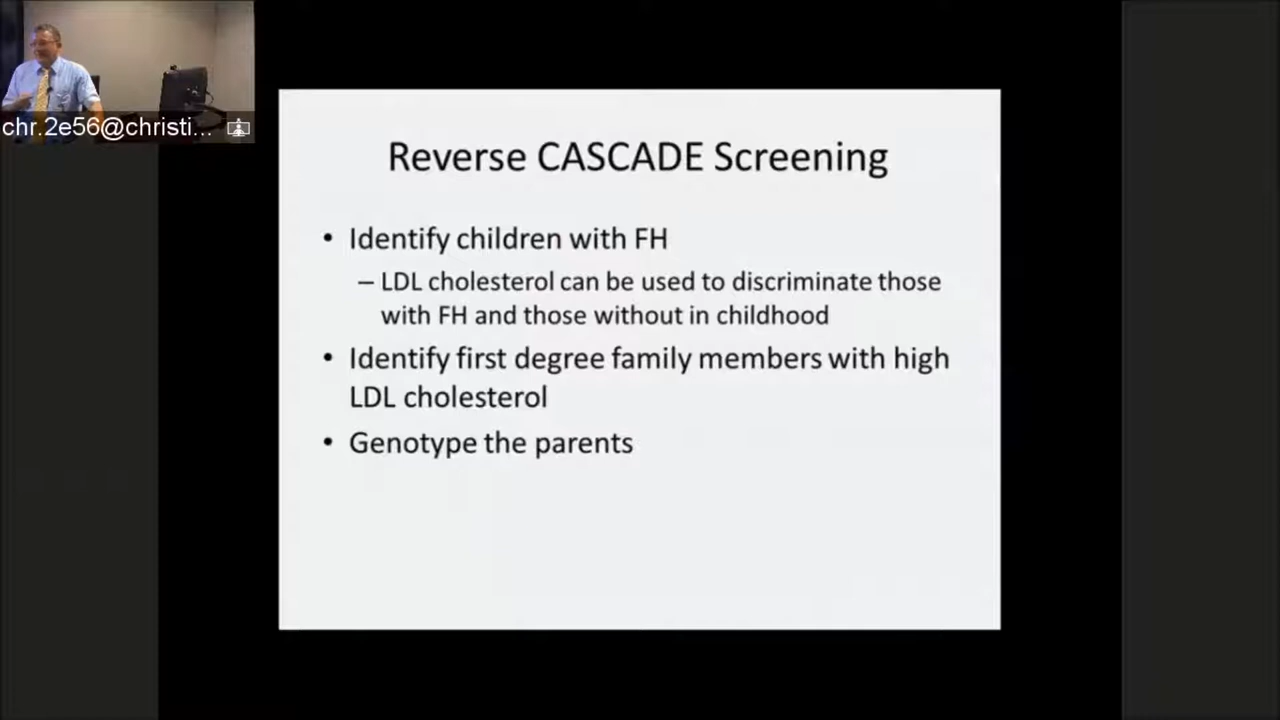 chr.2e56@christi...
Reverse CASCADE Screening
• Identify children with FH
– LDL cholesterol can be used to discriminate those
with FH and those without in childhood
• Identify first degree family members with high
LDL cholesterol
• Genotype the parents